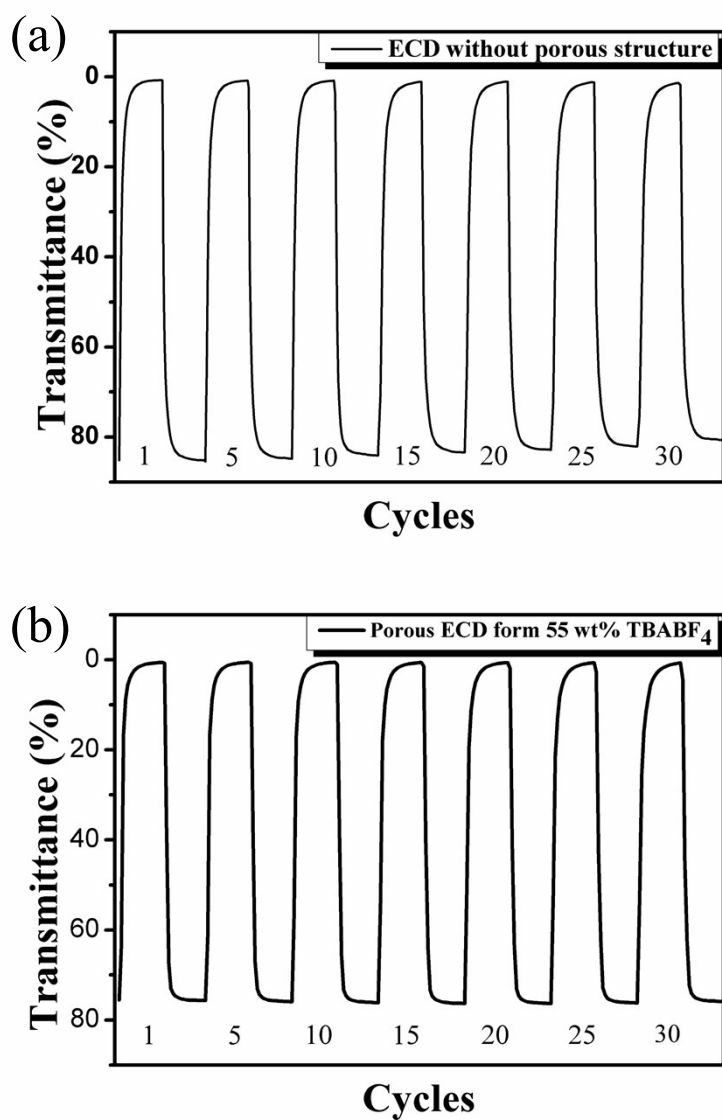 (a)
ECD without porous structure
Transmittance (%)
0
20
40
60
80
1 5 10 15 20 25 30
Cycles
(b)
Porous ECD form 55 wt% TBABF4
Transmittance (%)
0
20
40
60
80
1 5 10 15 20 25 30
Cycles